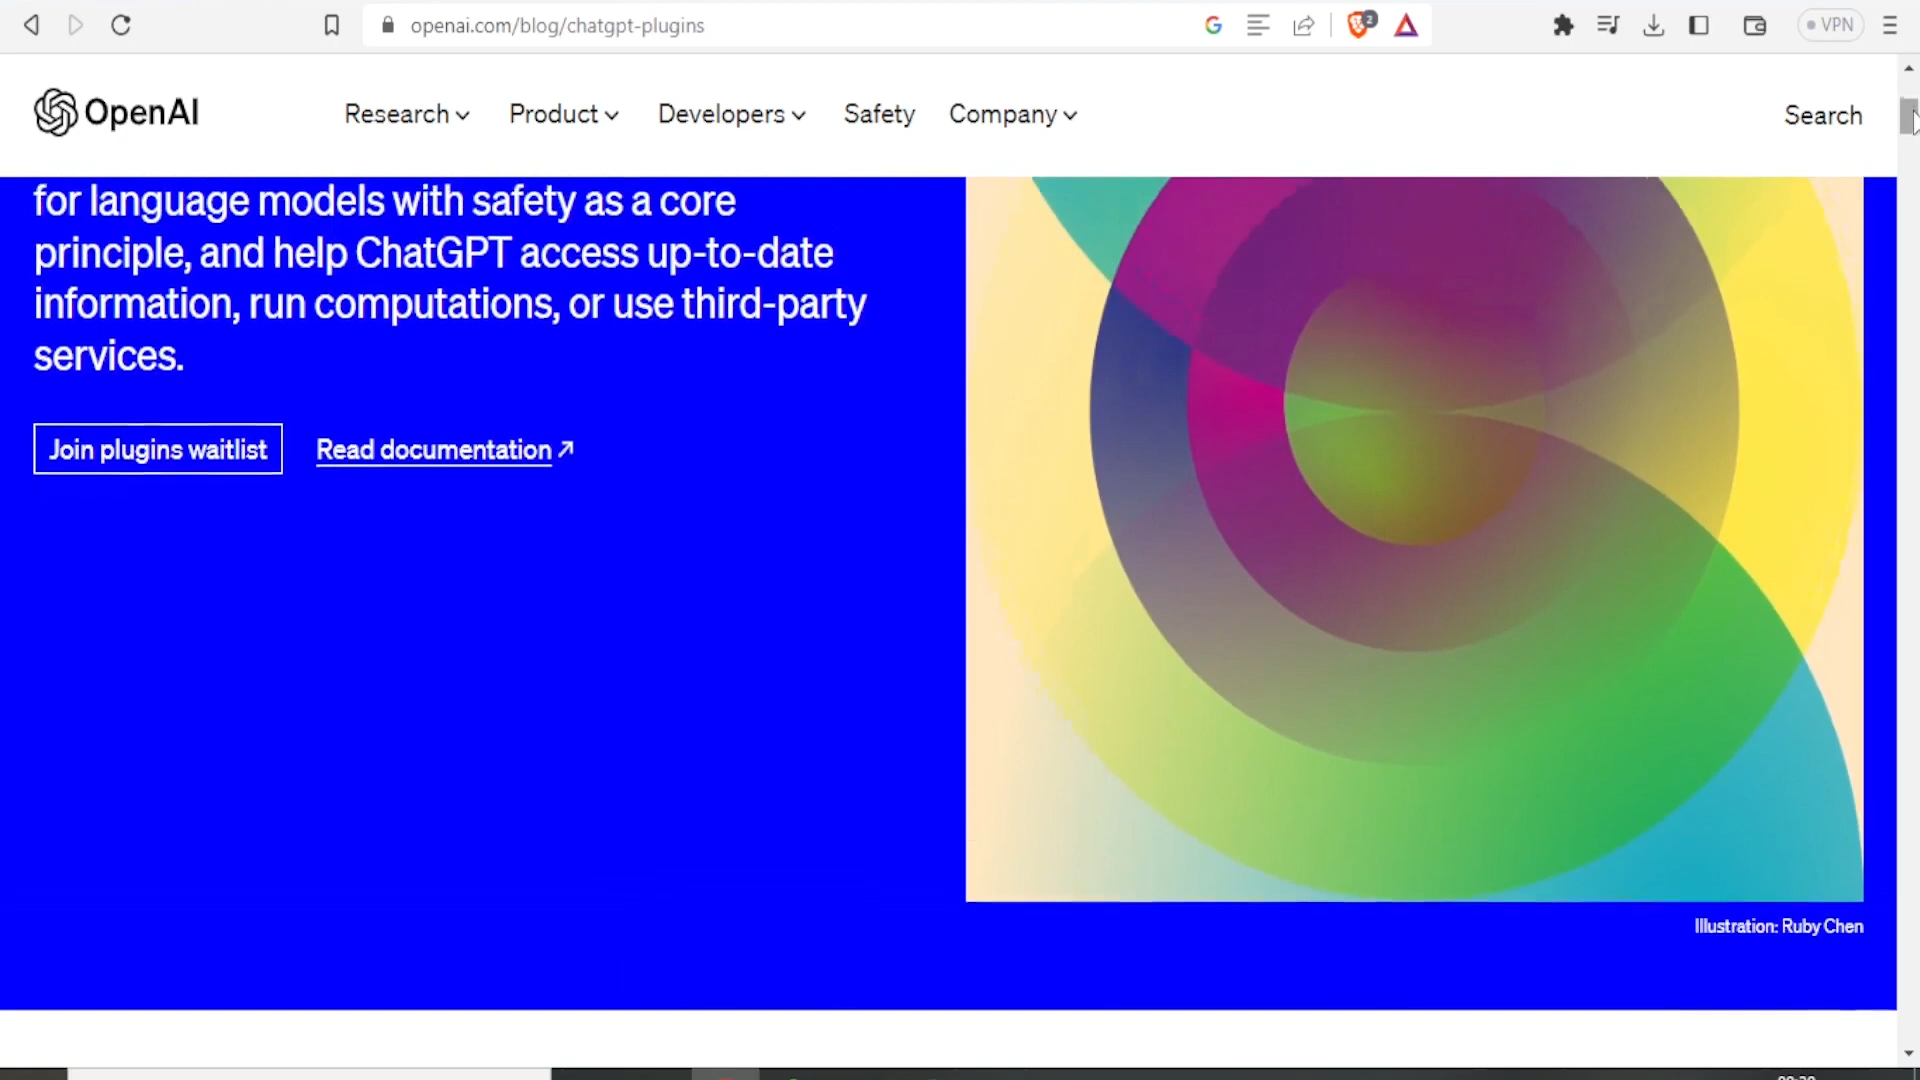 openai.com/blog/chatgpt-plugins
2
VPN
OpenAI
Research
Product
Developers
Safety
Company
Search
for language models with safety as a core
principle, and help ChatGPT access up-to-date
information, run computations, or use third-party
services.
Join plugins waitlist
Read documentation ↗
Illustration: Ruby Chen